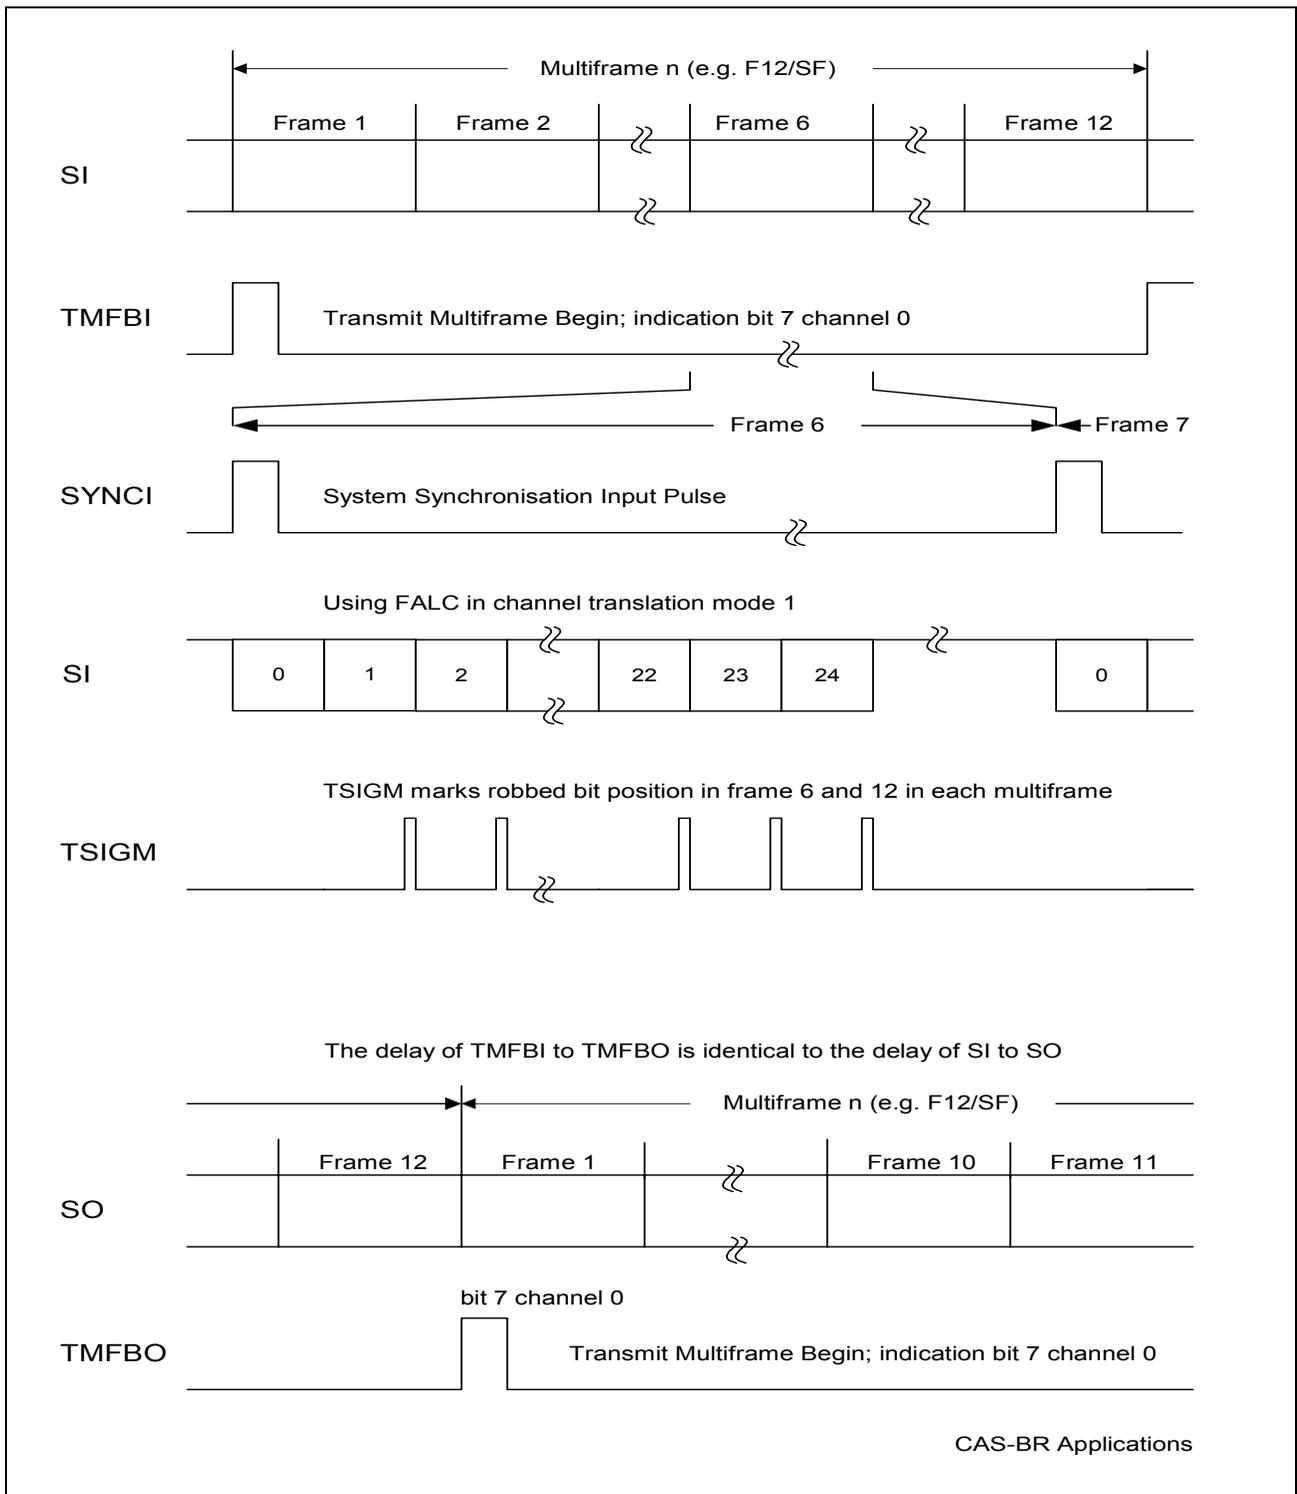 Multiframe n (e.g. F12/SF)
Frame 1 Frame 2 Frame 6 Frame 12
SI
TMFBI Transmit Multiframe Begin; indication bit 7 channel 0
Frame 6 Frame 7
SYNCI System Synchronisation Input Pulse
Using FALC in channel translation mode 1
SI 0 1 2 22 23 24 0
TSIGM marks robbed bit position in frame 6 and 12 in each multiframe
TSIGM
The delay of TMFBI to TMFBO is identical to the delay of SI to SO
Multiframe n (e.g. F12/SF)
Frame 12 Frame 1 Frame 10 Frame 11
SO
bit 7 channel 0
TMFBO Transmit Multiframe Begin; indication bit 7 channel 0
CAS-BR Applications